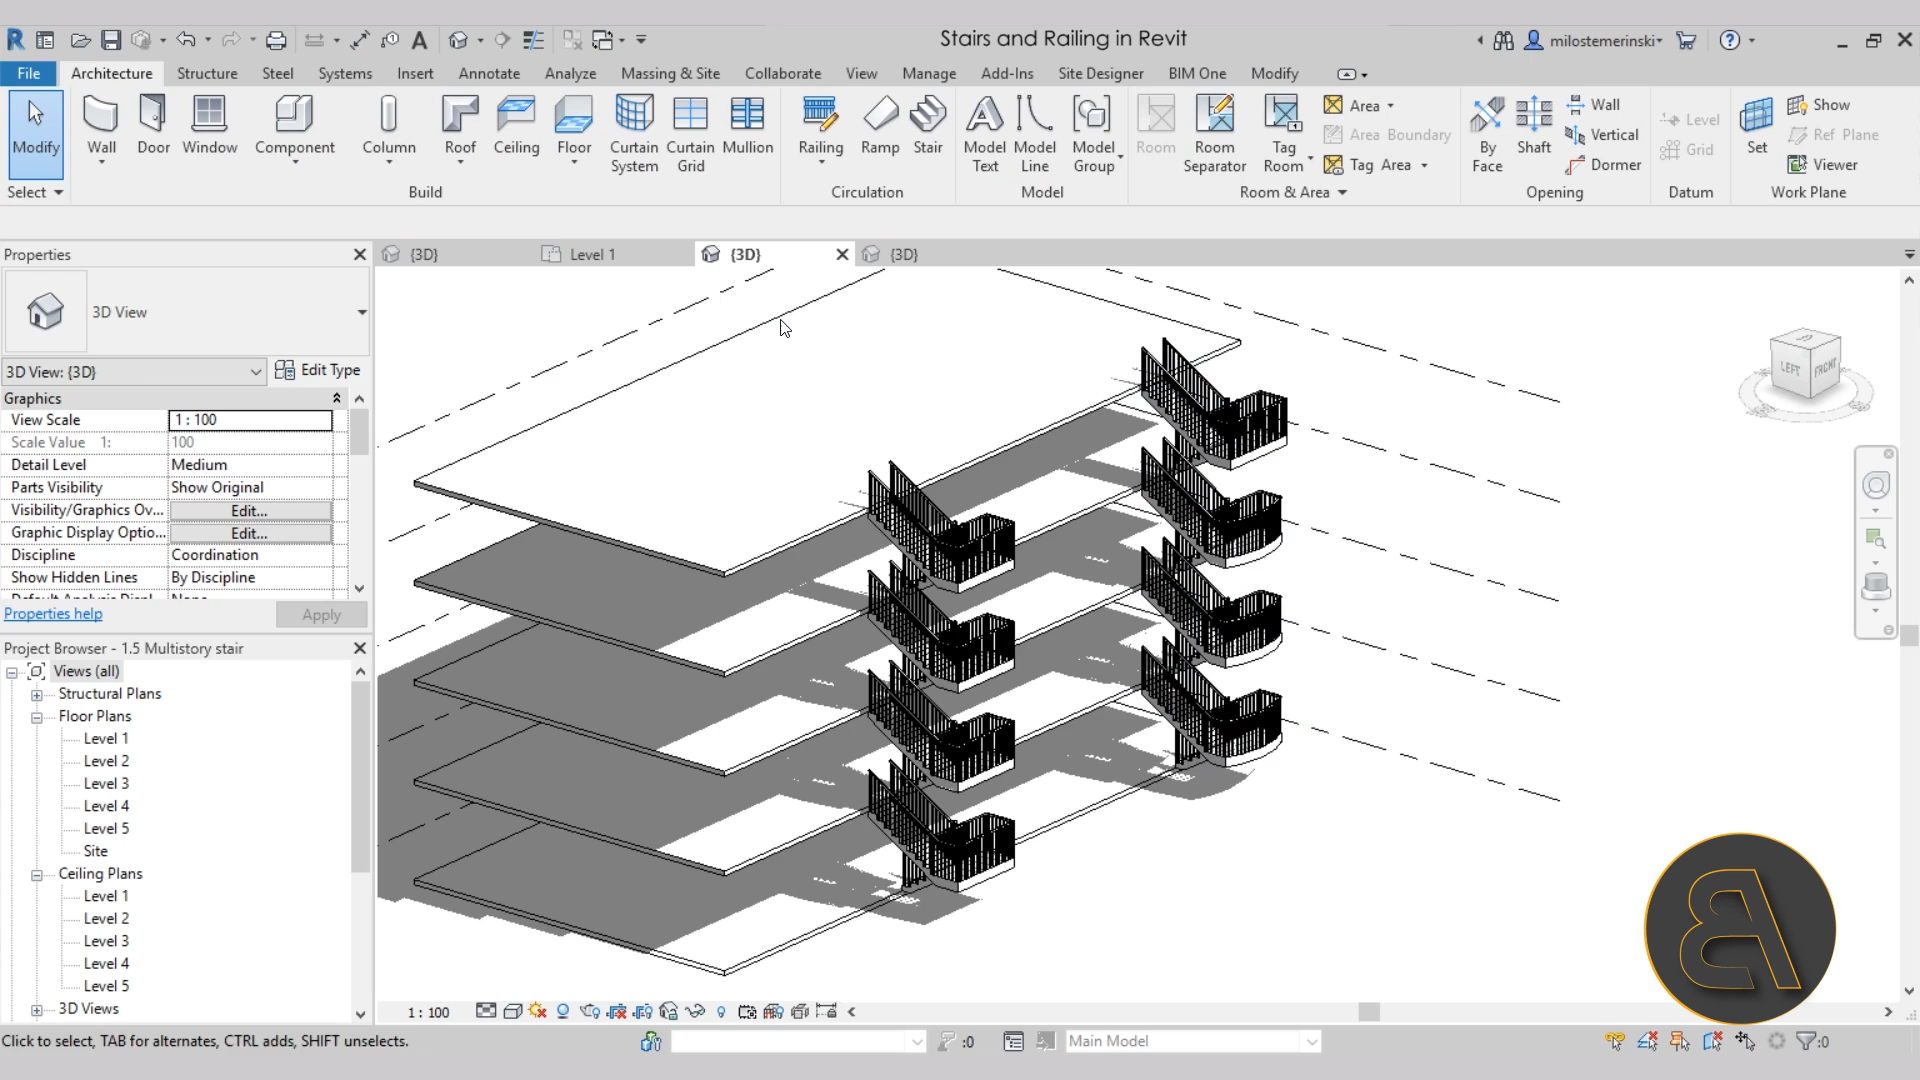 Stairs and Railing in Revit
milostemerinski
File Architecture Structure Steel Systems Insert Annotate Analyze Massing & Site Collaborate View Manage Add-Ins Site Designer BIM One Modify
Modify Wall Door Window Component Column Roof Ceiling Floor Curtain System Curtain Grid Mullion Railing Ramp Stair Model Text Model Line Model Group Room Room Separator Tag Room Area Area Boundary Tag Area By Face Shaft Wall Vertical Dormer Level Grid Set Show Ref Plane Viewer
Select Build Circulation Model Room & Area Opening Datum Work Plane
Properties
{3D} Level 1 {3D} {3D}
3D View
3D View: {3D} Edit Type
Graphics
View Scale 1 : 100
Scale Value 1: 100
Detail Level Medium
Parts Visibility Show Original
Visibility/Graphics Ov... Edit...
Graphic Display Optio... Edit...
Discipline Coordination
Show Hidden Lines By Discipline
Properties help Apply
Project Browser - 1.5 Multistory stair
Views (all)
Structural Plans
Floor Plans
Level 1
Level 2
Level 3
Level 4
Level 5
Site
Ceiling Plans
Level 1
Level 2
Level 3
Level 4
Level 5
3D Views
LEFT FRONT
1 : 100
Click to select, TAB for alternates, CTRL adds, SHIFT unselects.
:0
Main Model
:0